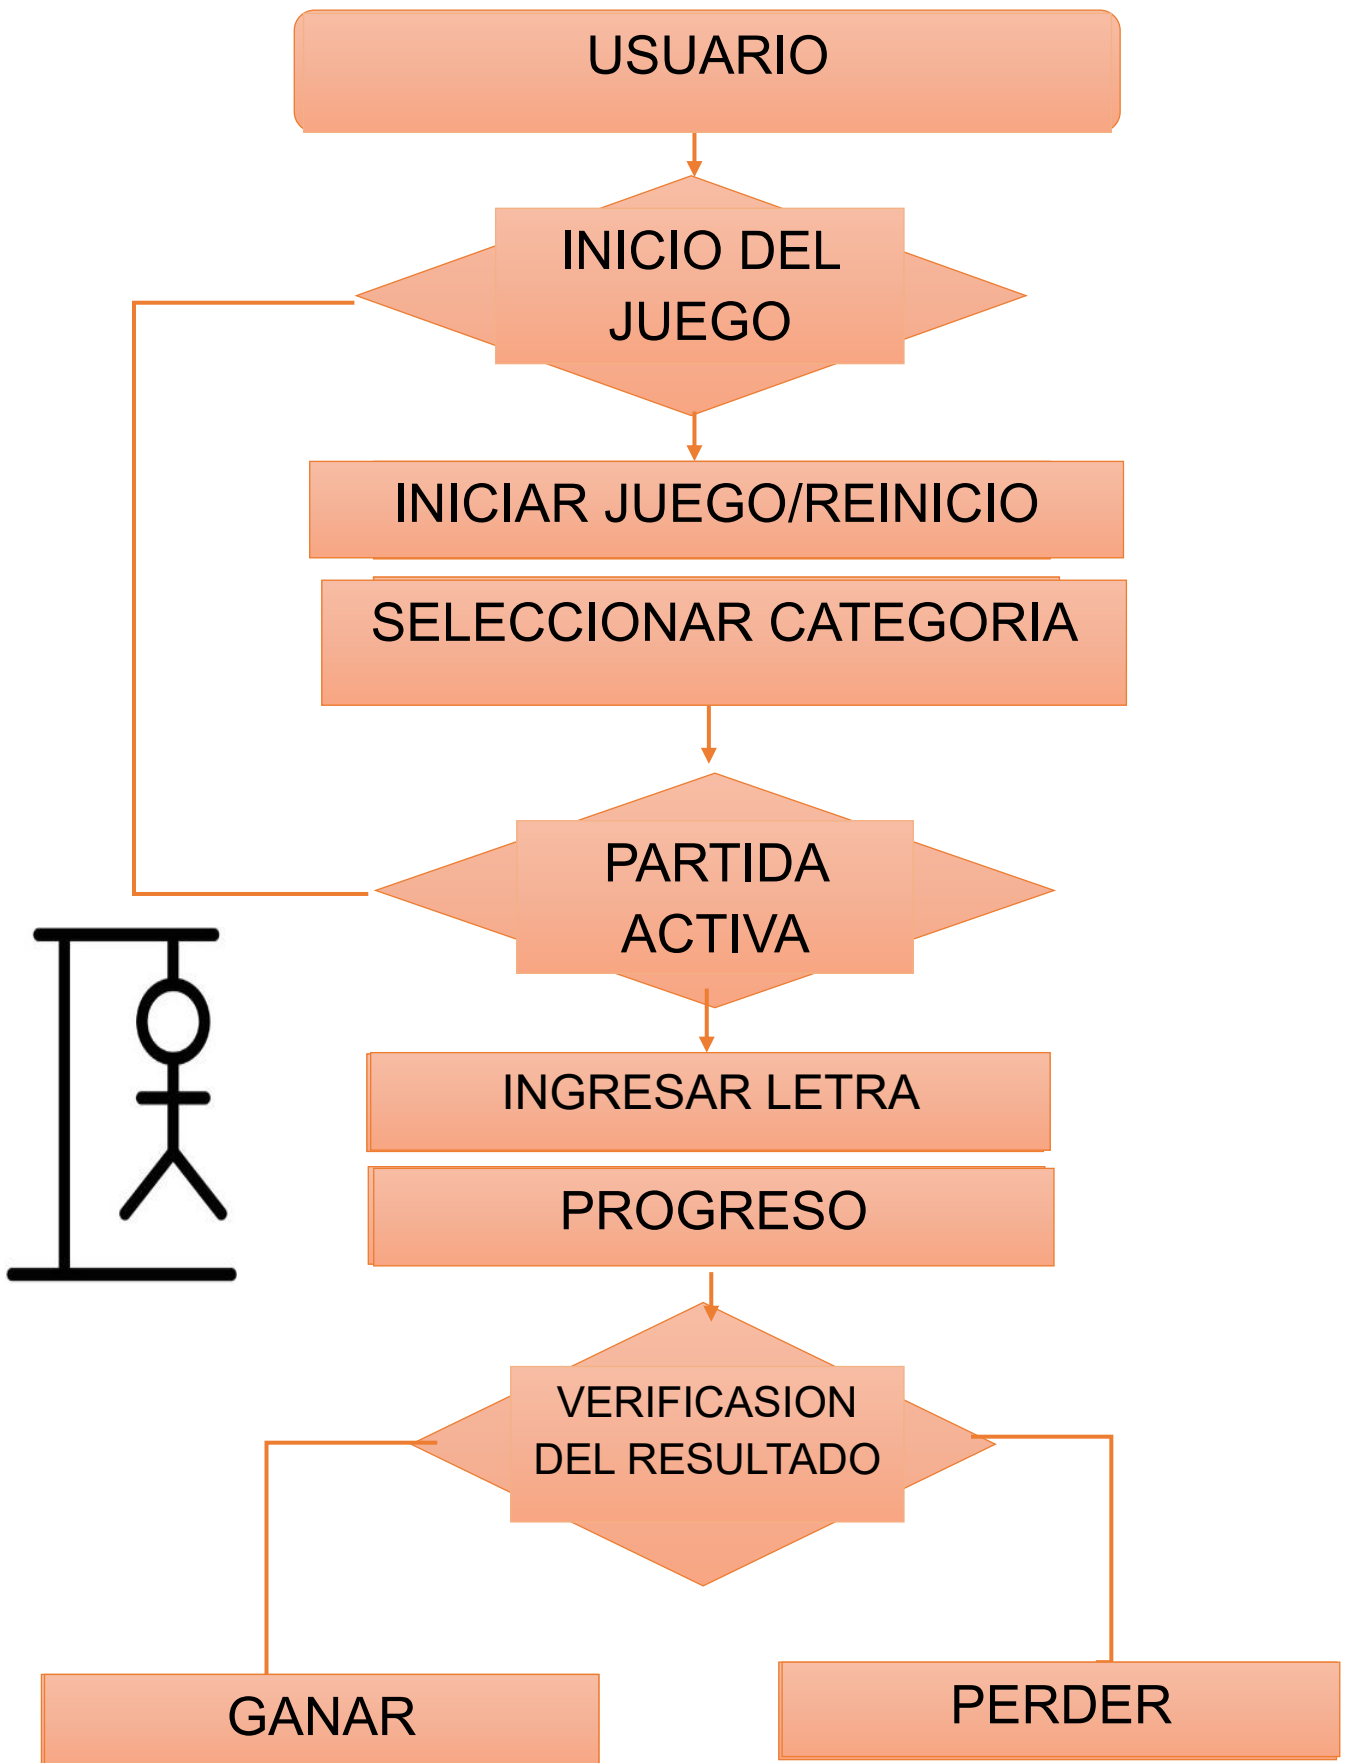 USUARIO
INICIO DEL
JUEGO
INICIAR JUEGO/REINICIO
SELECCIONAR CATEGORIA
PARTIDA
ACTIVA
INGRESAR LETRA
PROGRESO
VERIFICASION
DEL RESULTADO
GANAR
PERDER